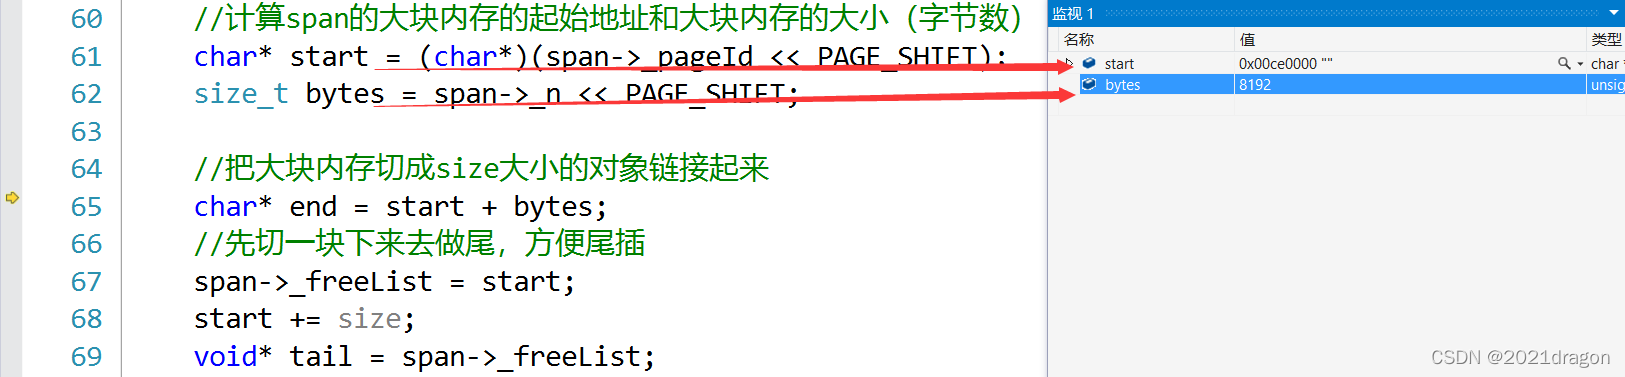 60 //计算span的大块内存的起始地址和大块内存的大小（字节数）
61 char* start = (char*)(span->_pageId << PAGE_SHIFT);
62 size_t bytes = span->_n << PAGE_SHIFT;
63
64 //把大块内存切成size大小的对象链接起来
65 char* end = start + bytes;
66 //先切一块下来去做尾，方便尾插
67 span->_freeList = start;
68 start += size;
69 void* tail = span->_freeList;
监视 1
名称 值 类型
start 0x00ce0000 "" char *
bytes 8192 unsig
CSDN @2021dragon